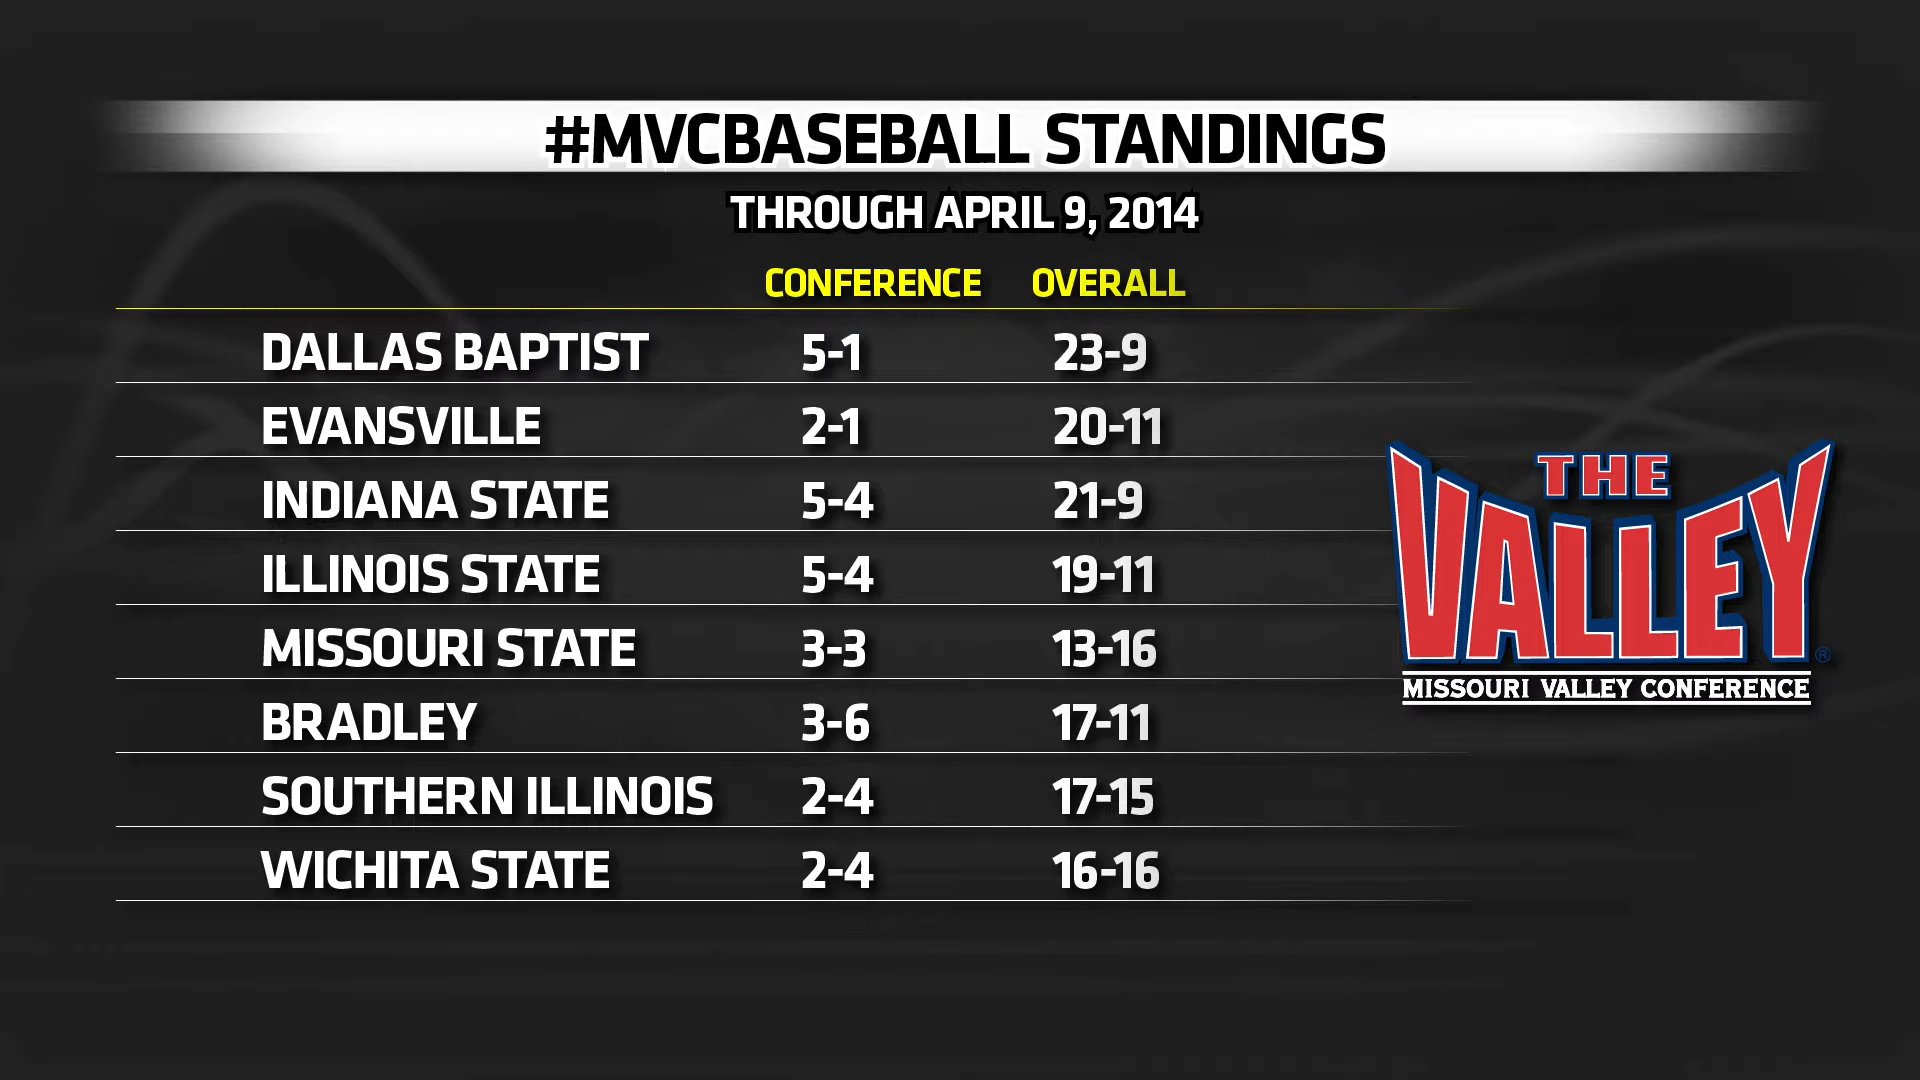 #MVCBASEBALL STANDINGS
THROUGH APRIL 9, 2014
CONFERENCE OVERALL
DALLAS BAPTIST 5-1 23-9
EVANSVILLE 2-1 20-11
INDIANA STATE 5-4 21-9
ILLINOIS STATE 5-4 19-11
MISSOURI STATE 3-3 13-16
BRADLEY 3-6 17-11
SOUTHERN ILLINOIS 2-4 17-15
WICHITA STATE 2-4 16-16
THE
VALLEY®
MISSOURI VALLEY CONFERENCE